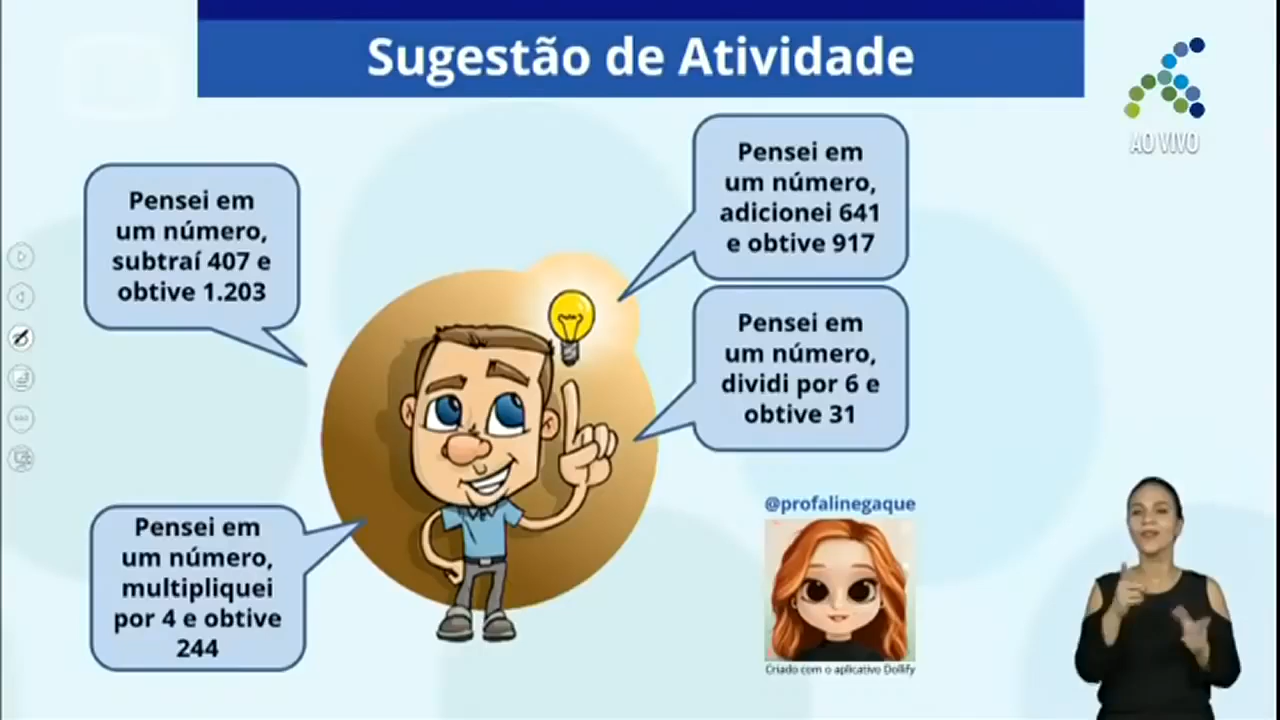 Sugestão de Atividade
AO VIVO
Pensei em
um número,
subtraí 407 e
obtive 1.203
Pensei em
um número,
adicionei 641
e obtive 917
Pensei em
um número,
dividi por 6 e
obtive 31
Pensei em
um número,
multipliquei
por 4 e obtive
244
@profalinegaque
Criado com o aplicativo Dollify